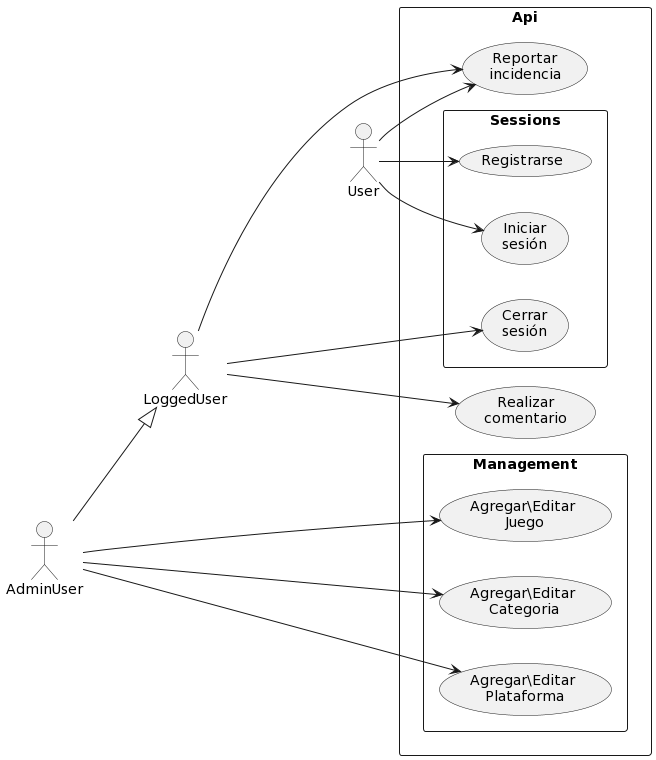 Api
Reportar
incidencia
Sessions
Registrarse
User
Iniciar
sesión
Cerrar
sesión
LoggedUser
Realizar
comentario
Management
Agregar\Editar
Juego
AdminUser
Agregar\Editar
Categoria
Agregar\Editar
Plataforma